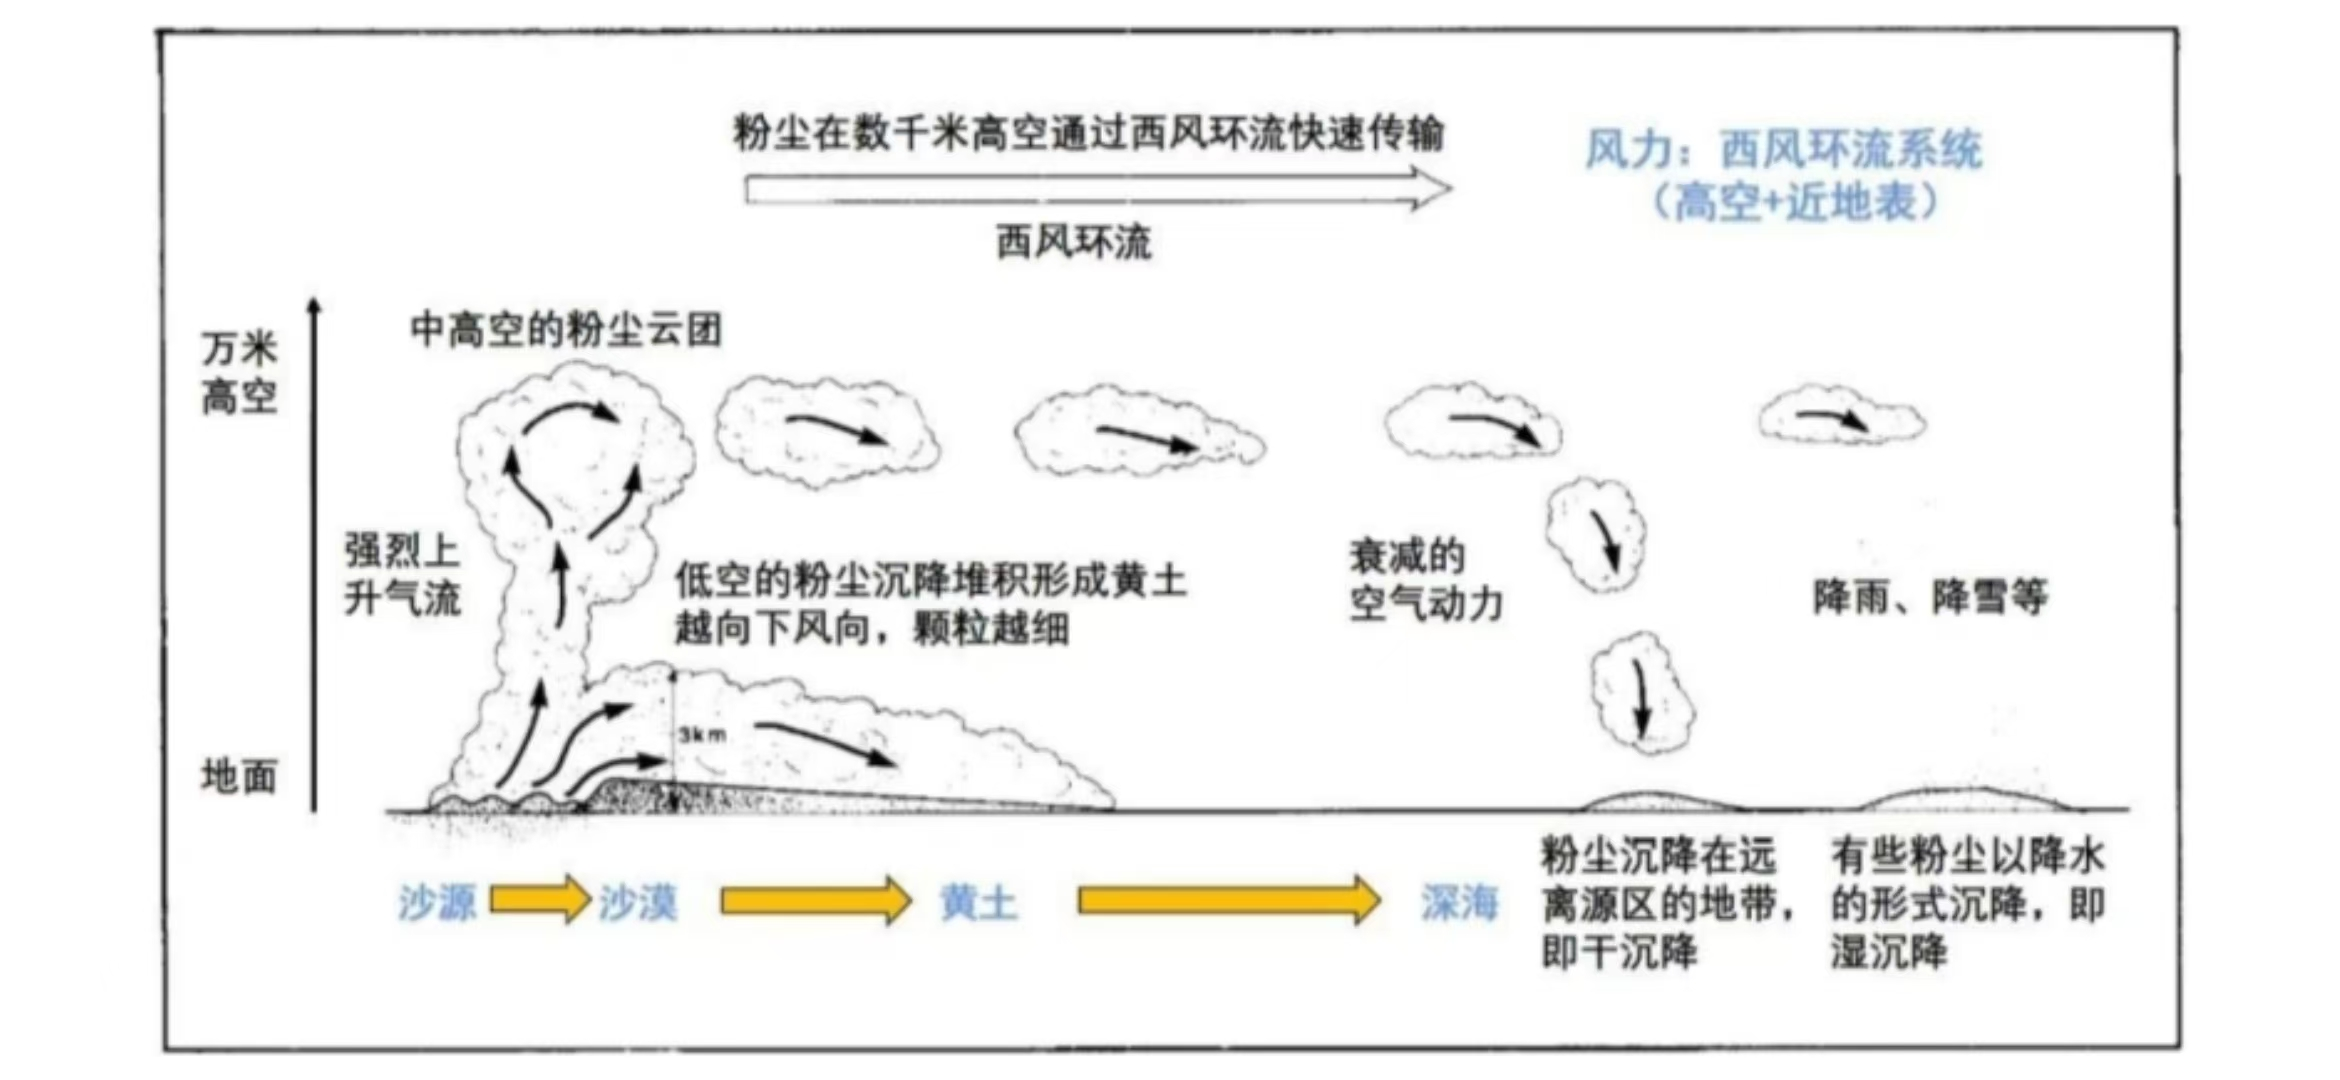 粉尘在数千米高空通过西风环流快速传输
西风环流
风力：西风环流系统
（高空+近地表）
中高空的粉尘云团
万米
高空
强烈上
升气流
低空的粉尘沉降堆积形成黄土
越向下风向，颗粒越细
衰减的
空气动力
降雨、降雪等
3km
地面
沙源
沙漠
黄土
深海
粉尘沉降在远
离源区的地带，
即干沉降
有些粉尘以降水
的形式沉降，即
湿沉降